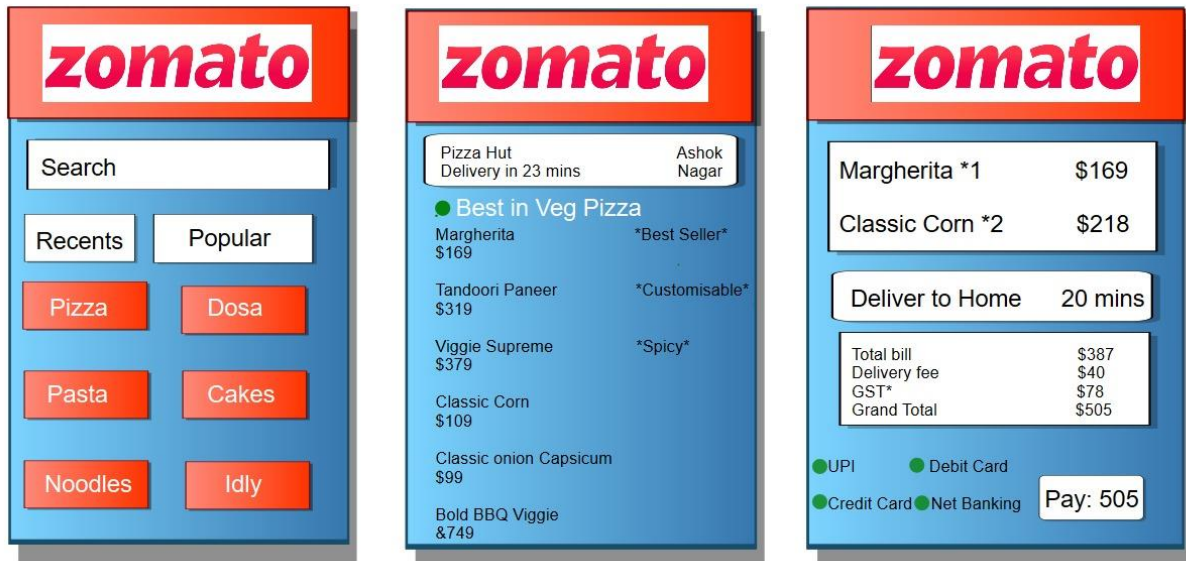 zomato
Search
Recents Popular
Pizza Dosa
Pasta Cakes
Noodles Idly
zomato
Pizza Hut Ashok
Delivery in 23 mins Nagar
Best in Veg Pizza
Margherita *Best Seller*
$169
Tandoori Paneer *Customisable*
$319
Viggie Supreme *Spicy*
$379
Classic Corn
$109
Classic onion Capsicum
$99
Bold BBQ Viggie
&749
zomato
Margherita *1 $169
Classic Corn *2 $218
Deliver to Home 20 mins
Total bill $387
Delivery fee $40
GST* $78
Grand Total $505
UPI Debit Card
Credit Card Net Banking
Pay: 505